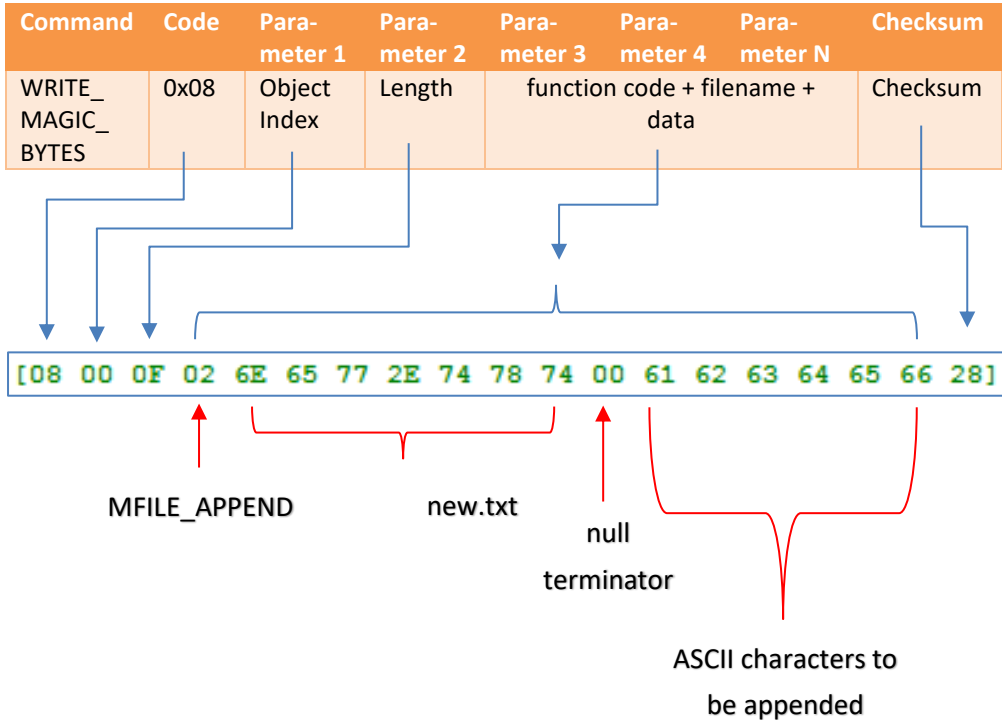 Command Code Para- Para- Para- Para- Para- Checksum
meter 1 meter 2 meter 3 meter 4 meter N
WRITE_ 0x08 Object Length function code + filename + Checksum
MAGIC_ Index data
BYTES
[08 00 0F 02 6E 65 77 2E 74 78 74 00 61 62 63 64 65 66 28]
MFILE_APPEND new.txt
null
terminator
ASCII characters to
be appended